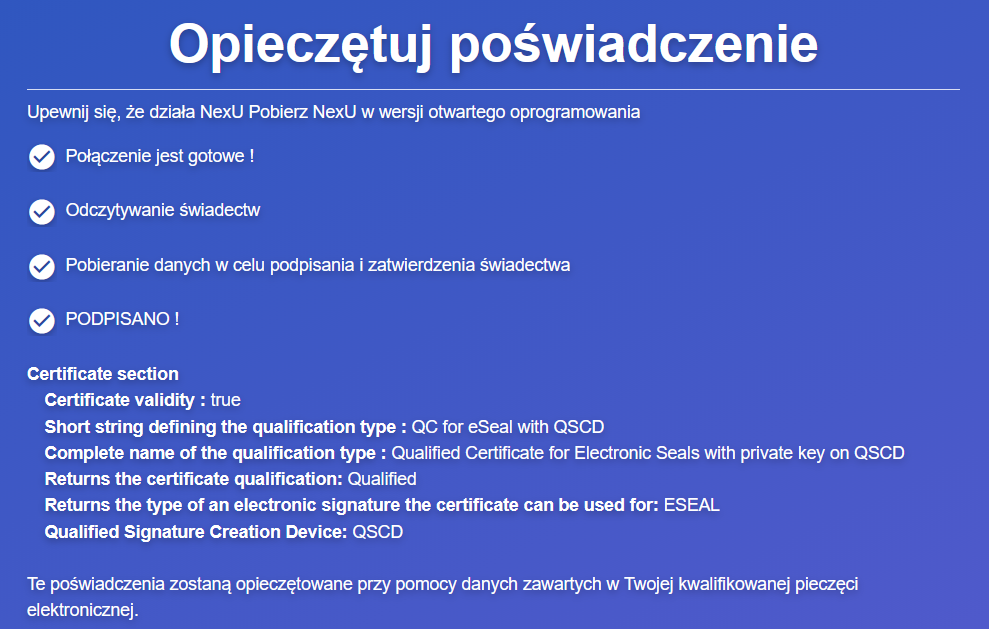 Opieczętuj poświadczenie
Upewnij się, że działa NexU Pobierz NexU w wersji otwartego oprogramowania
Połączenie jest gotowe !
Odczytywanie świadectw
Pobieranie danych w celu podpisania i zatwierdzenia świadectwa
PODPISANO !
Certificate section
Certificate validity : true
Short string defining the qualification type : QC for eSeal with QSCD
Complete name of the qualification type : Qualified Certificate for Electronic Seals with private key on QSCD
Returns the certificate qualification: Qualified
Returns the type of an electronic signature the certificate can be used for: ESEAL
Qualified Signature Creation Device: QSCD
Te poświadczenia zostaną opieczętowane przy pomocy danych zawartych w Twojej kwalifikowanej pieczęci
elektronicznej.